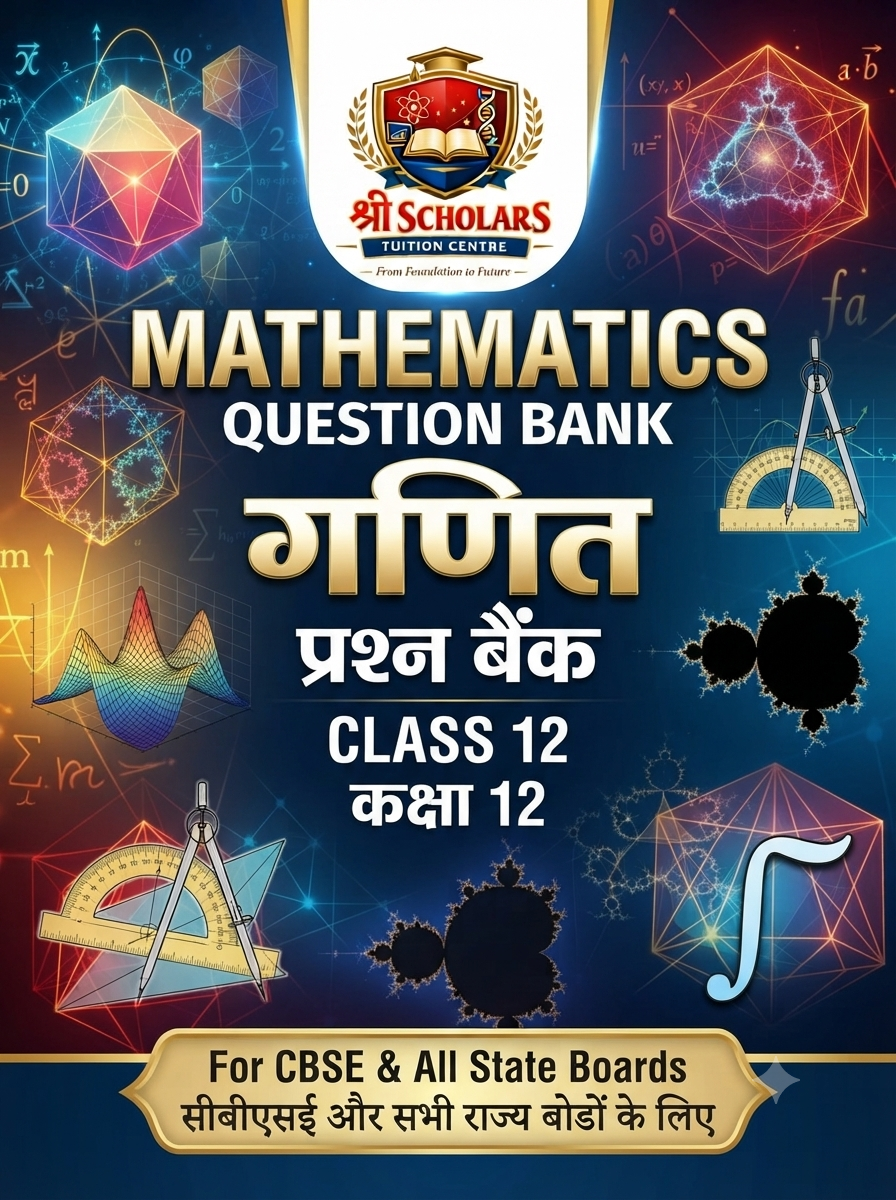 श्री SCHOLARS
TUITION CENTRE
From Foundation to Future
MATHEMATICS
QUESTION BANK
गणित
प्रश्न बैंक
CLASS 12
कक्षा 12
For CBSE & All State Boards
सीबीएसई और सभी राज्य बोर्डों के लिए